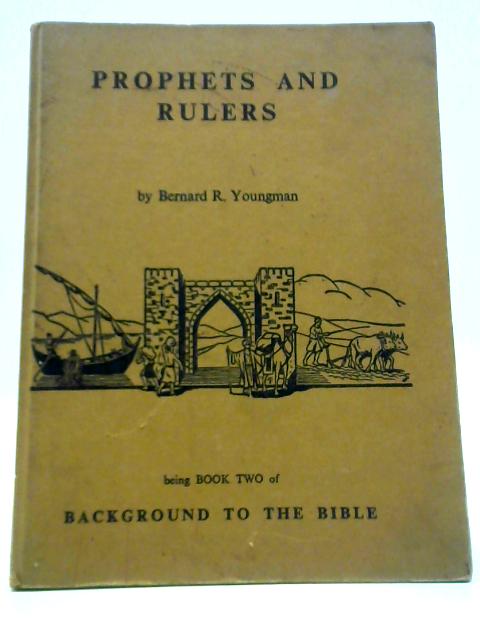 PROPHETS AND
RULERS
by Bernard R. Youngman
being BOOK TWO of
BACKGROUND TO THE BIBLE